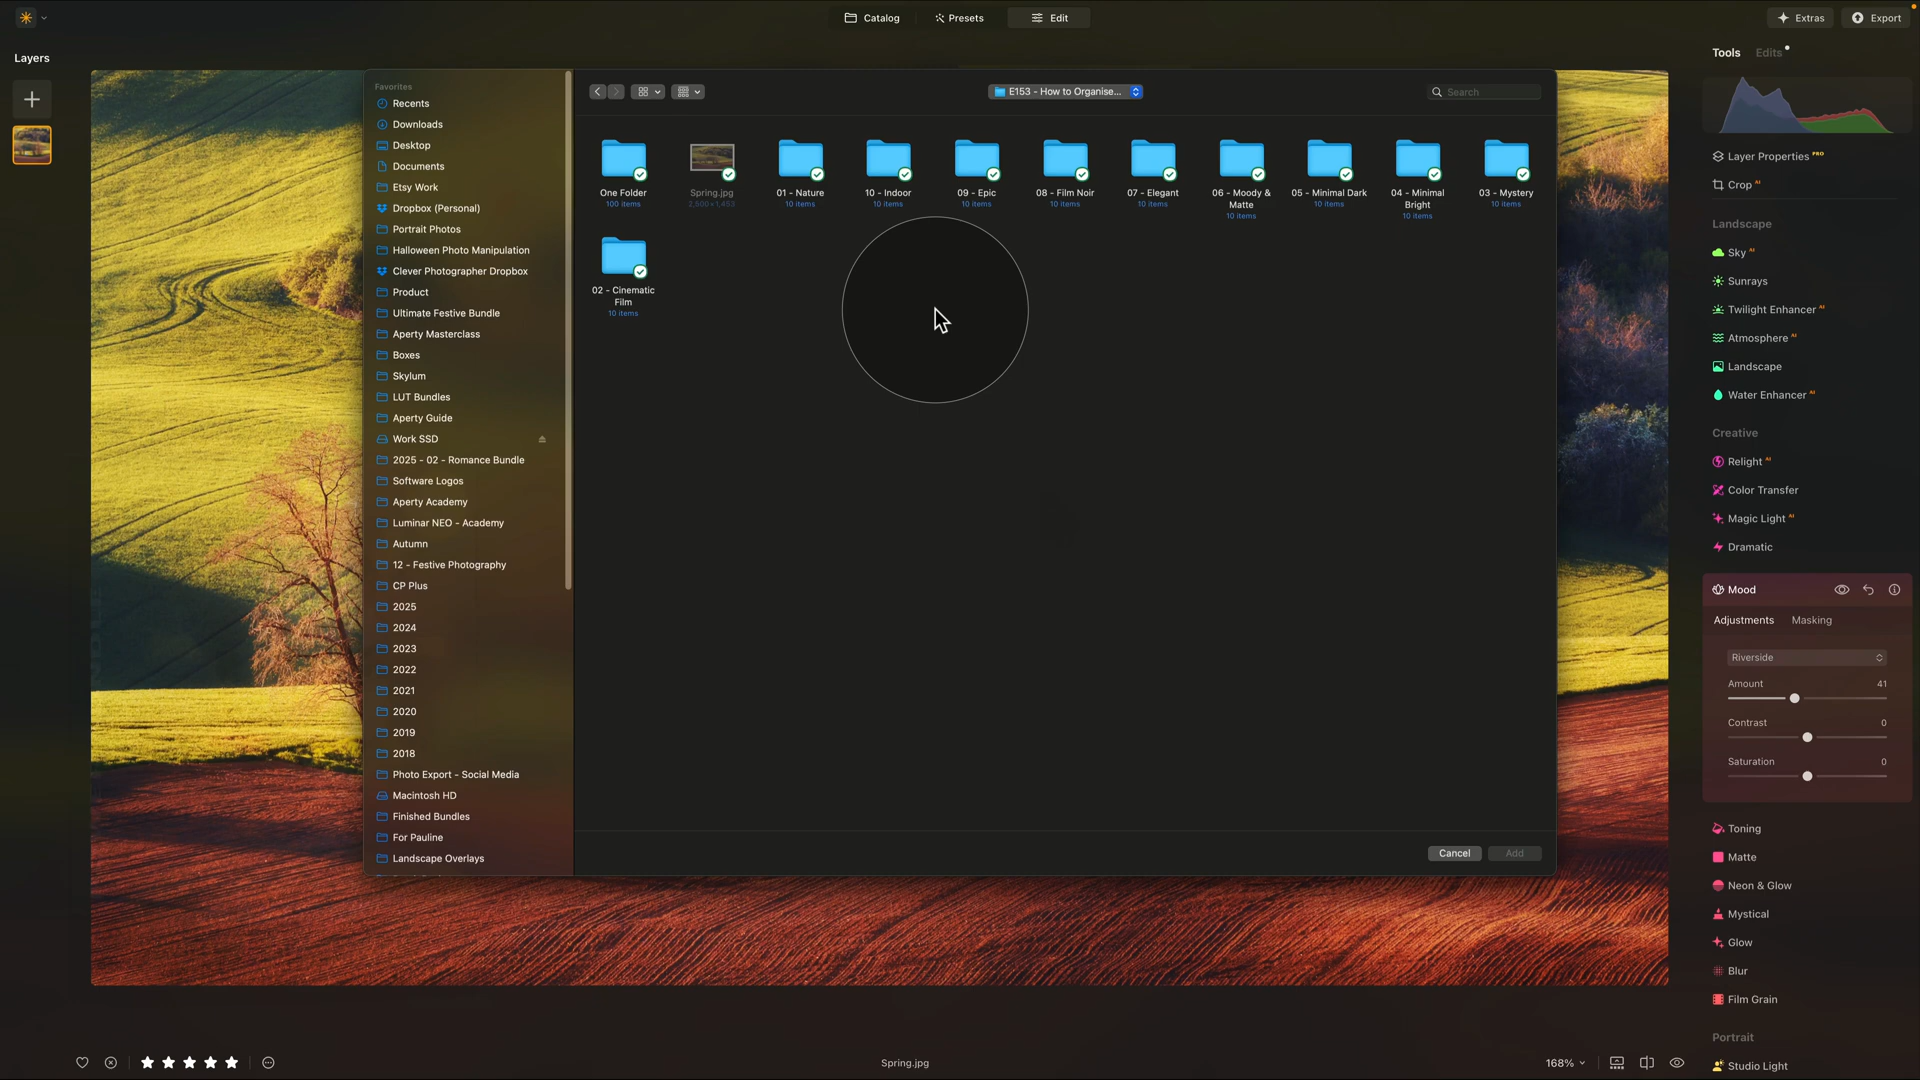 Catalog
Presets
Edit
Extras
Export
Layers
Tools
Edits
Favorites
Recents
Downloads
Desktop
Documents
Etsy Work
Dropbox (Personal)
Portrait Photos
Halloween Photo Manipulation
Clever Photographer Dropbox
Product
Ultimate Festive Bundle
Aperty Masterclass
Boxes
Skylum
LUT Bundles
Aperty Guide
Work SSD
2025 - 02 - Romance Bundle
Software Logos
Aperty Academy
Luminar NEO - Academy
Autumn
12 - Festive Photography
CP Plus
2025
2024
2023
2022
2021
2020
2019
2018
Photo Export - Social Media
Macintosh HD
Finished Bundles
For Pauline
Landscape Overlays
E153 - How to Organise...
Search
One Folder
100 items
Spring.jpg
01 - Nature
10 items
10 - Indoor
10 items
09 - Epic
10 items
08 - Film Noir
10 items
07 - Elegant
10 items
06 - Moody &
Matte
10 items
05 - Minimal Dark
10 items
04 - Minimal
Bright
10 items
03 - Mystery
10 items
02 - Cinematic
Film
10 items
Cancel
Add
Layer Properties PRO
Crop AI
Landscape
Sky AI
Sunrays
Twilight Enhancer AI
Atmosphere AI
Landscape
Water Enhancer AI
Creative
Relight AI
Color Transfer
Magic Light AI
Dramatic
Mood
Adjustments
Masking
Riverside
Amount 41
Contrast 0
Saturation 0
Toning
Matte
Neon & Glow
Mystical
Glow
Blur
Film Grain
Portrait
Studio Light
Spring.jpg
168%